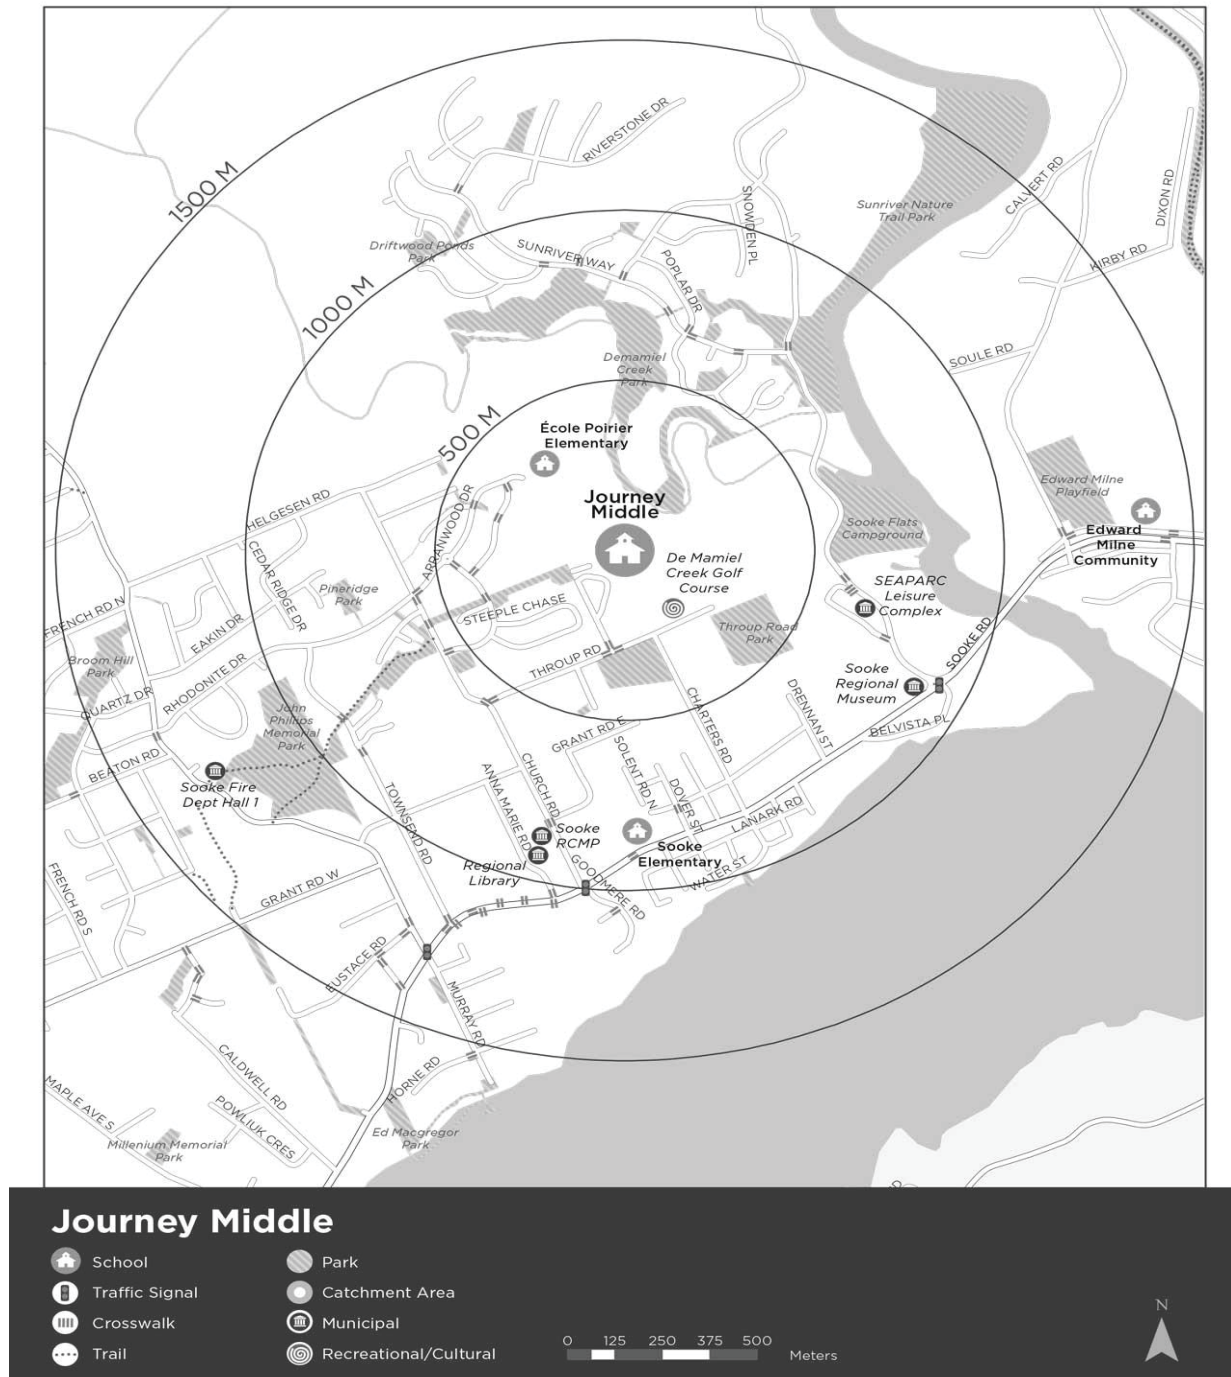 RIVERSTONE DR
1500 M
SNOWDEN PL
Sunriver Nature
Trail Park
CALVERT RD
DIXON RD
Driftwood Ponds
Park
SUNRIVER WAY
POPLAR DR
KIRBY RD
1000 M
SOULE RD
Demamiel
Creek
Park
500 M
École Poirier
Elementary
Journey
Middle
HELGESEN RD
ARRANWOOD DR
Edward Milne
Playfield
Sooke Flats
Campground
Edward
Milne
Community
CEDAR RIDGE DR
De Mamiel
Creek Golf
Course
SEAPARC
Leisure
Complex
Pineridge
Park
FRENCH RD N
EAKIN DR
STEEPLE CHASE
Throup Road
Park
SOOKE RD
Broom Hill
Park
RHODONITE DR
THROUP RD
Sooke
Regional
Museum
QUARTZ DR
John
Phillips
Memorial
Park
CHARTERS RD
DRENNAN ST
BELVISTA PL
GRANT RD E
BEATON RD
SOLENT RD N
Sooke Fire
Dept Hall 1
TOWNSEND RD
ANNA MARIE RD
CHURCH RD
DOVER ST
LANARK RD
Sooke
RCMP
Sooke
Elementary
Regional
Library
GOODMERE RD
WATER ST
FRENCH RD S
GRANT RD W
EUSTACE RD
MURRAY RD
CALDWELL RD
HORNE RD
MAPLE AVE S
POWLIUK CRES
Ed Macgregor
Park
Millenium Memorial
Park
Journey Middle
School
Park
Traffic Signal
Catchment Area
Crosswalk
Municipal
Trail
Recreational/Cultural
0 125 250 375 500
Meters
N